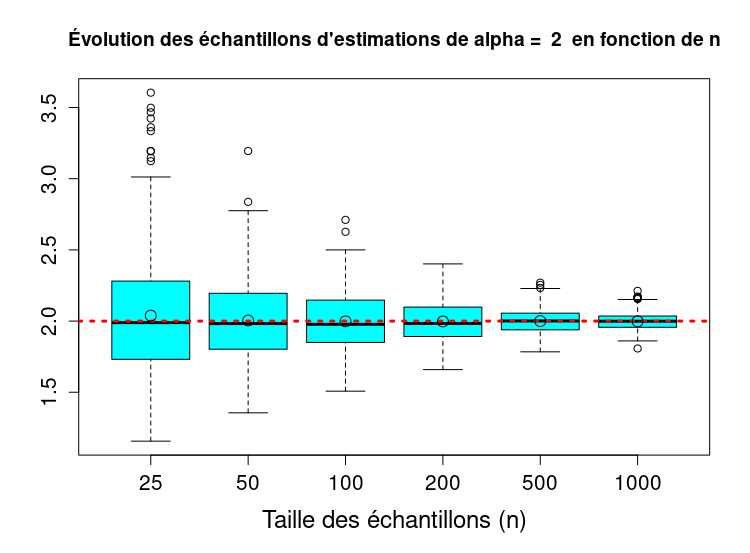 Évolution des échantillons d'estimations de alpha = 2 en fonction de n
3.5
3.0
2.5
2.0
1.5
25 50 100 200 500 1000
Taille des échantillons (n)